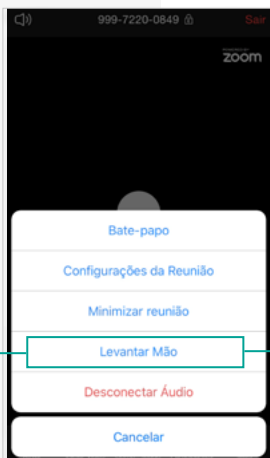 999-7220-0849
Sair
zoom
Bate-papo
Configurações da Reunião
Minimizar reunião
Levantar Mão
Desconectar Áudio
Cancelar